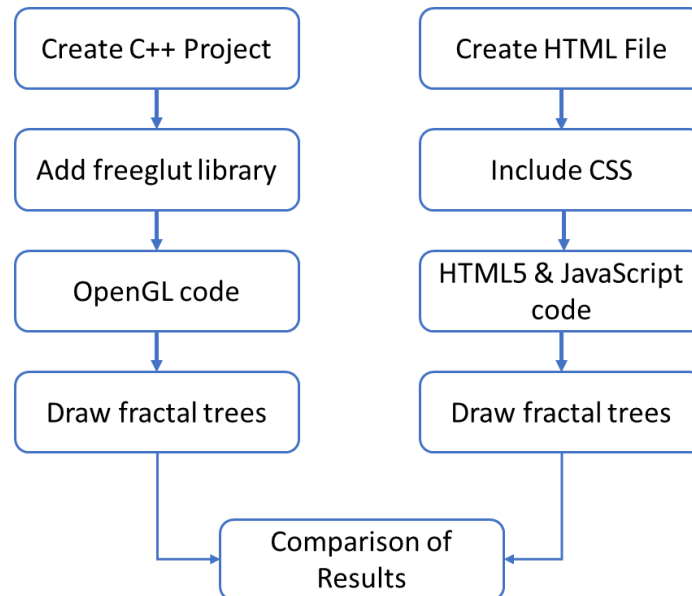 Create C++ Project
Create HTML File
Add freeglut library
Include CSS
OpenGL code
HTML5 & JavaScript
code
Draw fractal trees
Draw fractal trees
Comparison of
Results